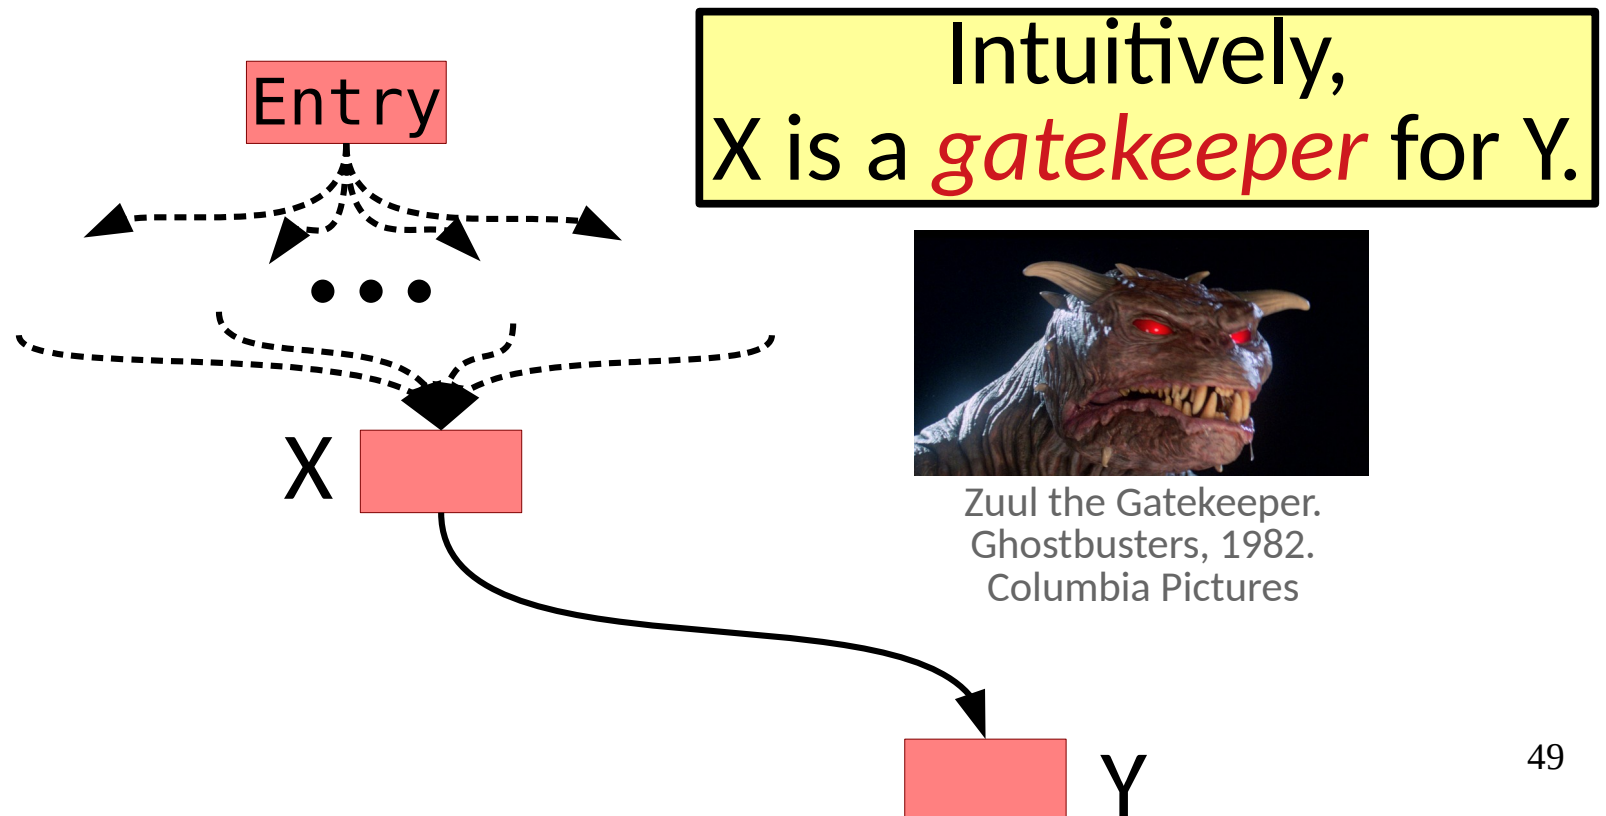 Intuitively,
X is a gatekeeper for Y.
Entry
X
Zuul the Gatekeeper.
Ghostbusters, 1982.
Columbia Pictures
Y
49